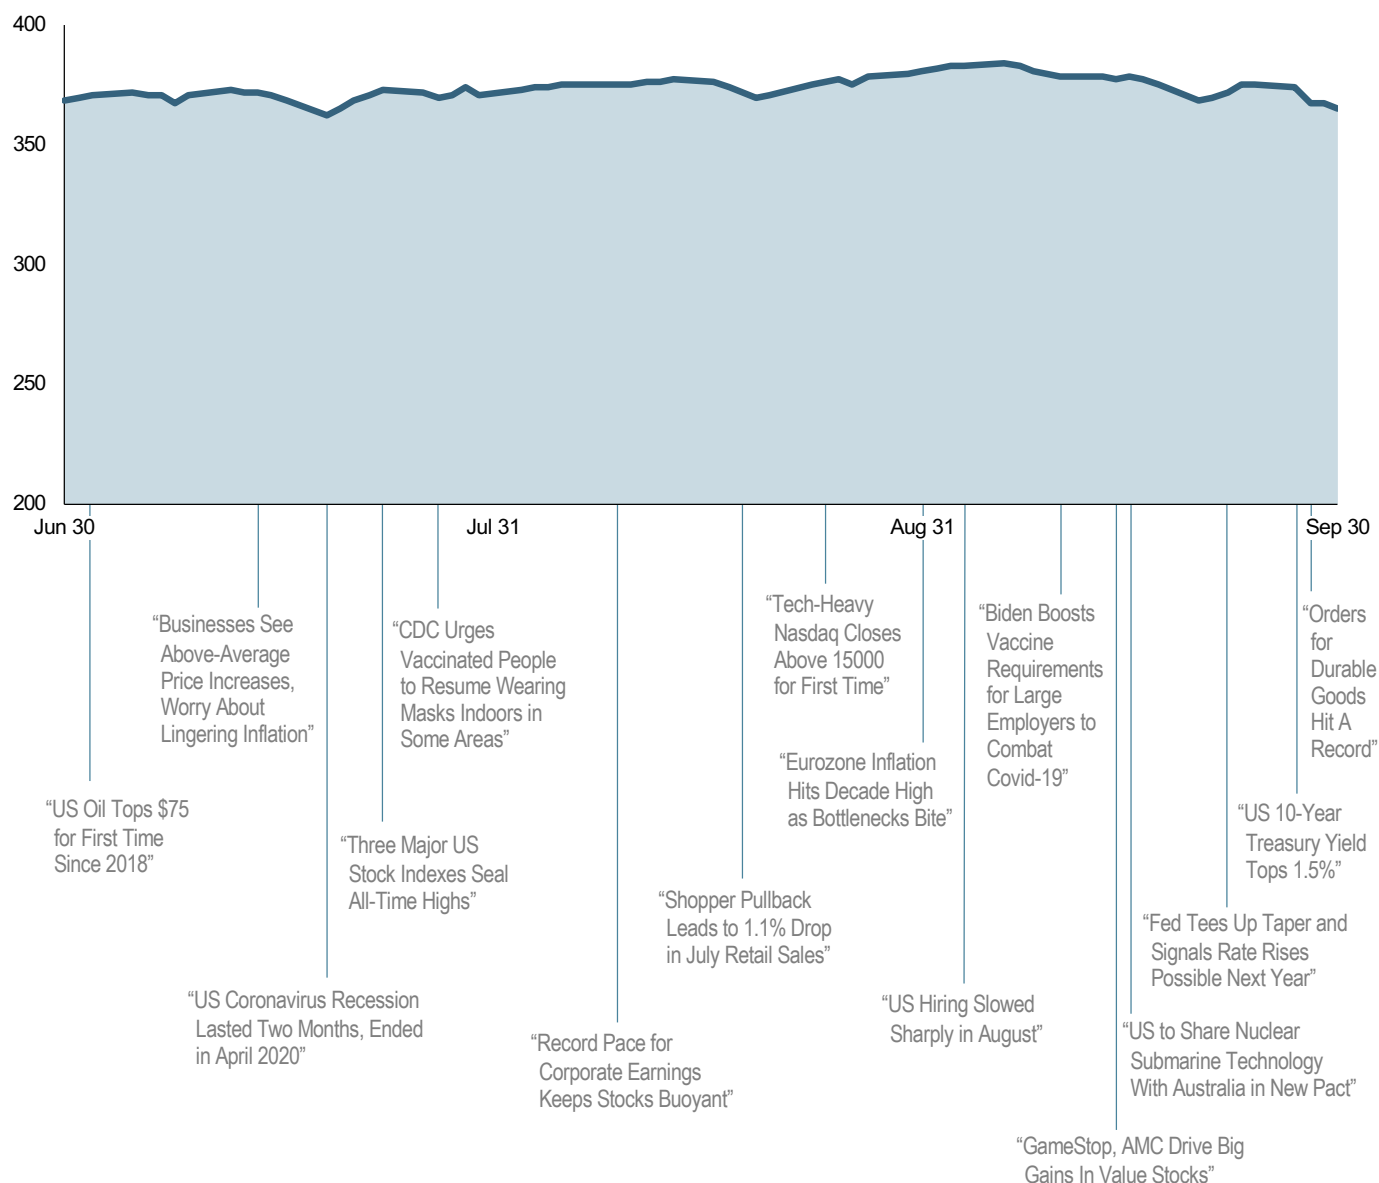 400
350
300
250
200
Jun 30
Jul 31
Aug 31
Sep 30
“US Oil Tops $75
for First Time
Since 2018”
“Businesses See
Above-Average
Price Increases,
Worry About
Lingering Inflation”
“US Coronavirus Recession
Lasted Two Months, Ended
in April 2020”
“Three Major US
Stock Indexes Seal
All-Time Highs”
“CDC Urges
Vaccinated People
to Resume Wearing
Masks Indoors in
Some Areas”
“Record Pace for
Corporate Earnings
Keeps Stocks Buoyant”
“Shopper Pullback
Leads to 1.1% Drop
in July Retail Sales”
“Tech-Heavy
Nasdaq Closes
Above 15000
for First Time”
“Eurozone Inflation
Hits Decade High
as Bottlenecks Bite”
“US Hiring Slowed
Sharply in August”
“Biden Boosts
Vaccine
Requirements
for Large
Employers to
Combat
Covid-19”
“GameStop, AMC Drive Big
Gains In Value Stocks”
“US to Share Nuclear
Submarine Technology
With Australia in New Pact”
“Fed Tees Up Taper and
Signals Rate Rises
Possible Next Year”
“US 10-Year
Treasury Yield
Tops 1.5%”
“Orders
for
Durable
Goods
Hit A
Record”